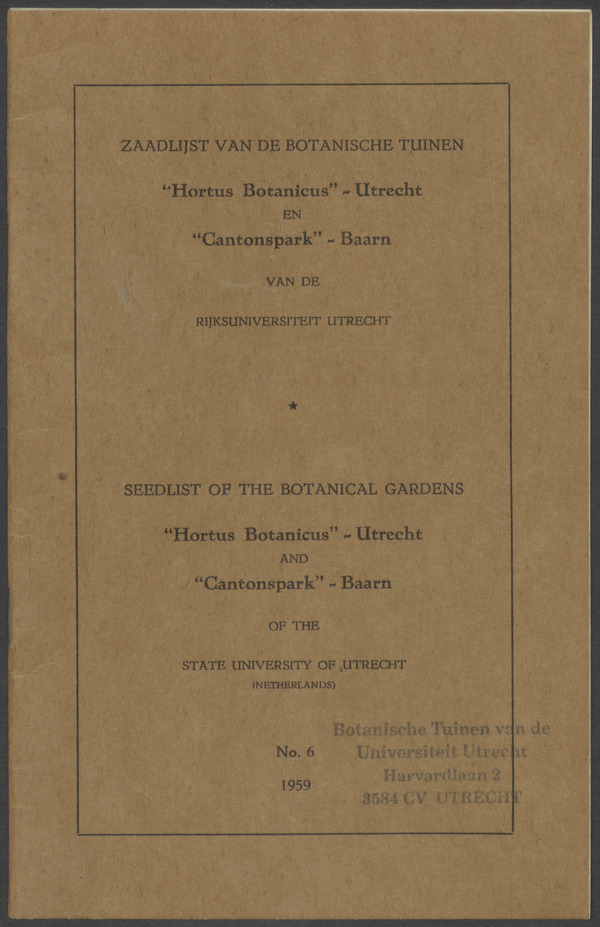 ZAADLIJST VAN DE BOTANISCHE TUINEN
"Hortus Botanicus" - Utrecht
EN
"Cantonspark" - Baarn
VAN DE
RIJKSUNIVERSITEIT UTRECHT
★
SEEDLIST OF THE BOTANICAL GARDENS
"Hortus Botanicus" - Utrecht
AND
"Cantonspark" - Baarn
OF THE
STATE UNIVERSITY OF UTRECHT
(NETHERLANDS)
No. 6
1959
Botanische Tuinen van de
Universiteit Utrecht
Harvardlaan 2
3584 CV UTRECHT